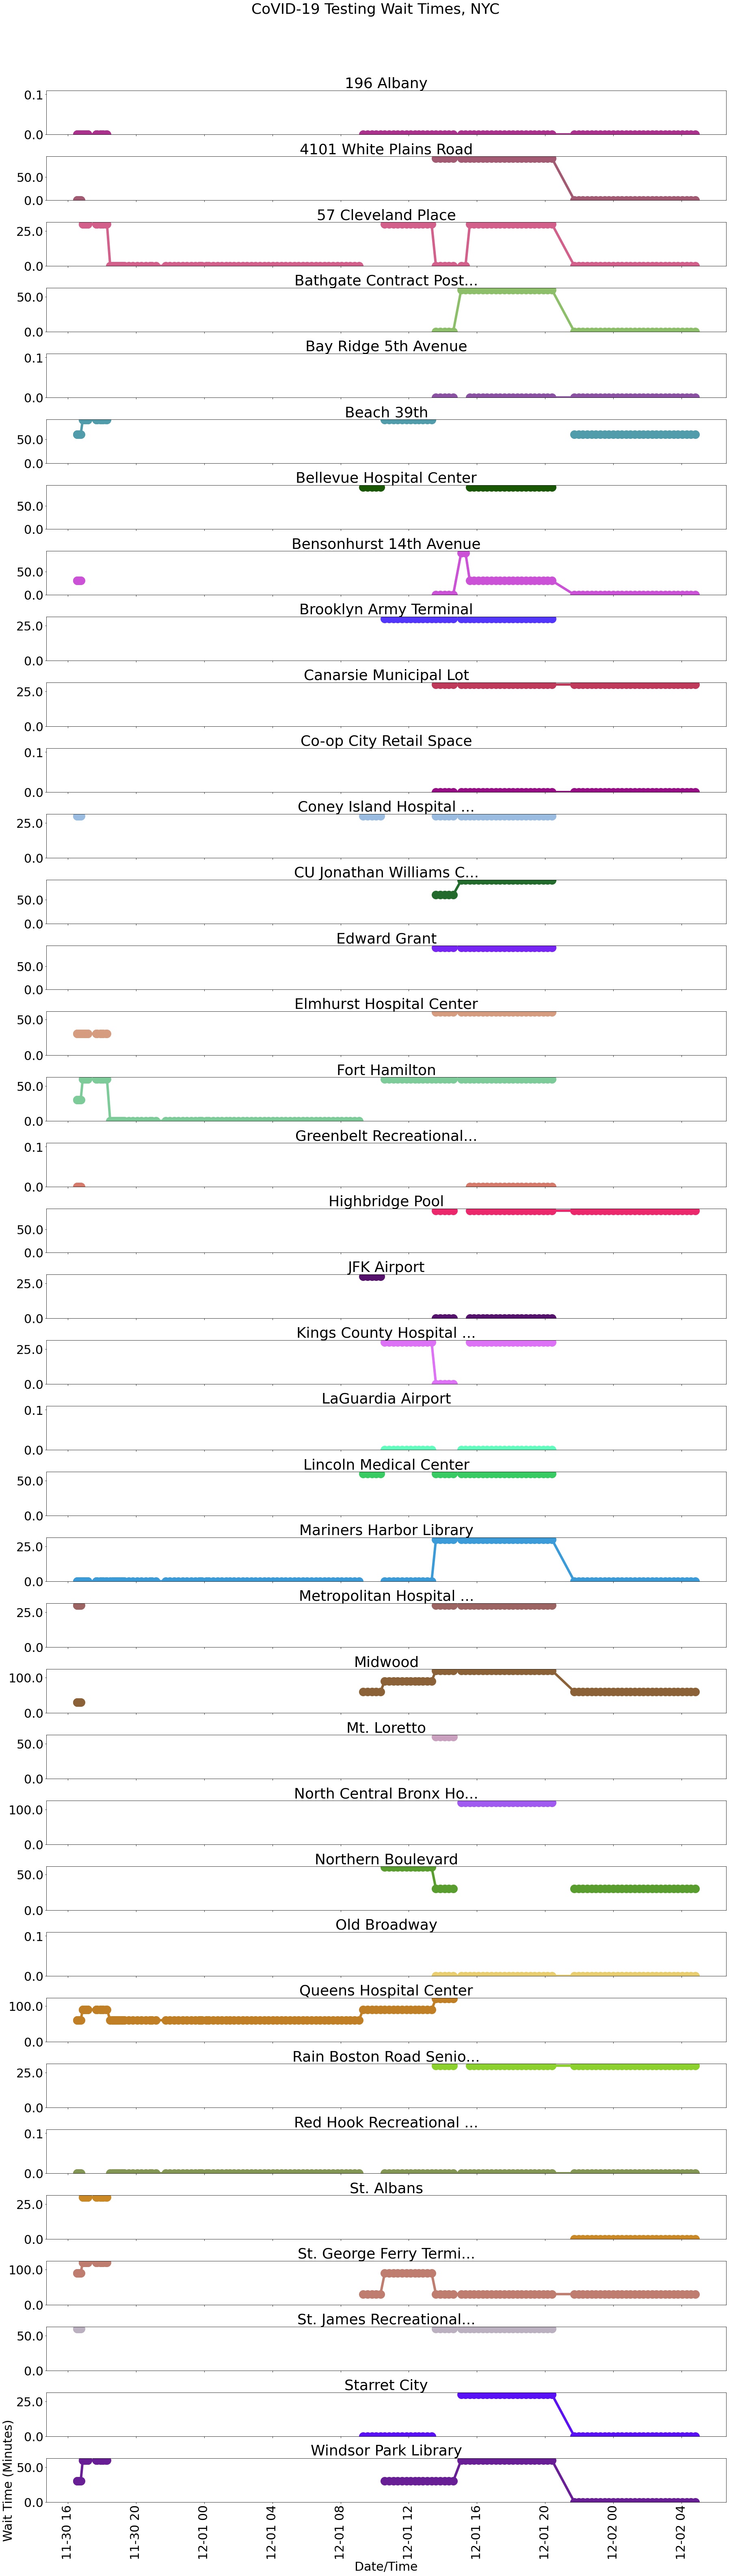 CoVID-19 Testing Wait Times, NYC
196 Albany
0.1
0.0
4101 White Plains Road
50.0
0.0
57 Cleveland Place
25.0
0.0
Bathgate Contract Post...
50.0
0.0
Bay Ridge 5th Avenue
0.1
0.0
Beach 39th
50.0
0.0
Bellevue Hospital Center
50.0
0.0
Bensonhurst 14th Avenue
50.0
0.0
Brooklyn Army Terminal
25.0
0.0
Canarsie Municipal Lot
25.0
0.0
Co-op City Retail Space
0.1
0.0
Coney Island Hospital ...
25.0
0.0
CU Jonathan Williams C...
50.0
0.0
Edward Grant
50.0
0.0
Elmhurst Hospital Center
50.0
0.0
Fort Hamilton
50.0
0.0
Greenbelt Recreational...
0.1
0.0
Highbridge Pool
50.0
0.0
JFK Airport
25.0
0.0
Kings County Hospital ...
25.0
0.0
LaGuardia Airport
0.1
0.0
Lincoln Medical Center
50.0
0.0
Mariners Harbor Library
25.0
0.0
Metropolitan Hospital ...
25.0
0.0
Midwood
100.0
0.0
Mt. Loretto
50.0
0.0
North Central Bronx Ho...
100.0
0.0
Northern Boulevard
50.0
0.0
Old Broadway
0.1
0.0
Queens Hospital Center
100.0
0.0
Rain Boston Road Senio...
25.0
0.0
Red Hook Recreational ...
0.1
0.0
St. Albans
25.0
0.0
St. George Ferry Termi...
100.0
0.0
St. James Recreational...
50.0
0.0
Starret City
25.0
0.0
Windsor Park Library
50.0
0.0
Wait Time (Minutes)
11-30 16
11-30 20
12-01 00
12-01 04
12-01 08
12-01 12
12-01 16
12-01 20
12-02 00
12-02 04
Date/Time